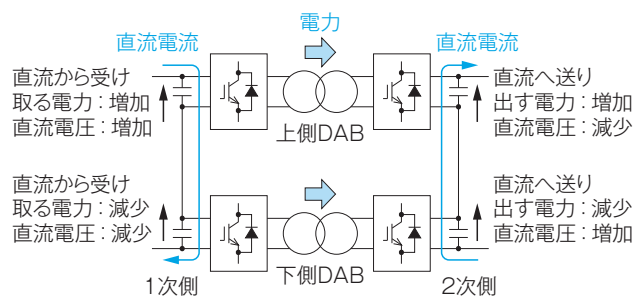 電力
直流電流
直流電流
直流から受け
取る電力：増加
直流電圧：増加
上側DAB
直流へ送り
出す電力：増加
直流電圧：減少
直流から受け
取る電力：減少
直流電圧：減少
下側DAB
直流へ送り
出す電力：減少
直流電圧：増加
1次側
2次側